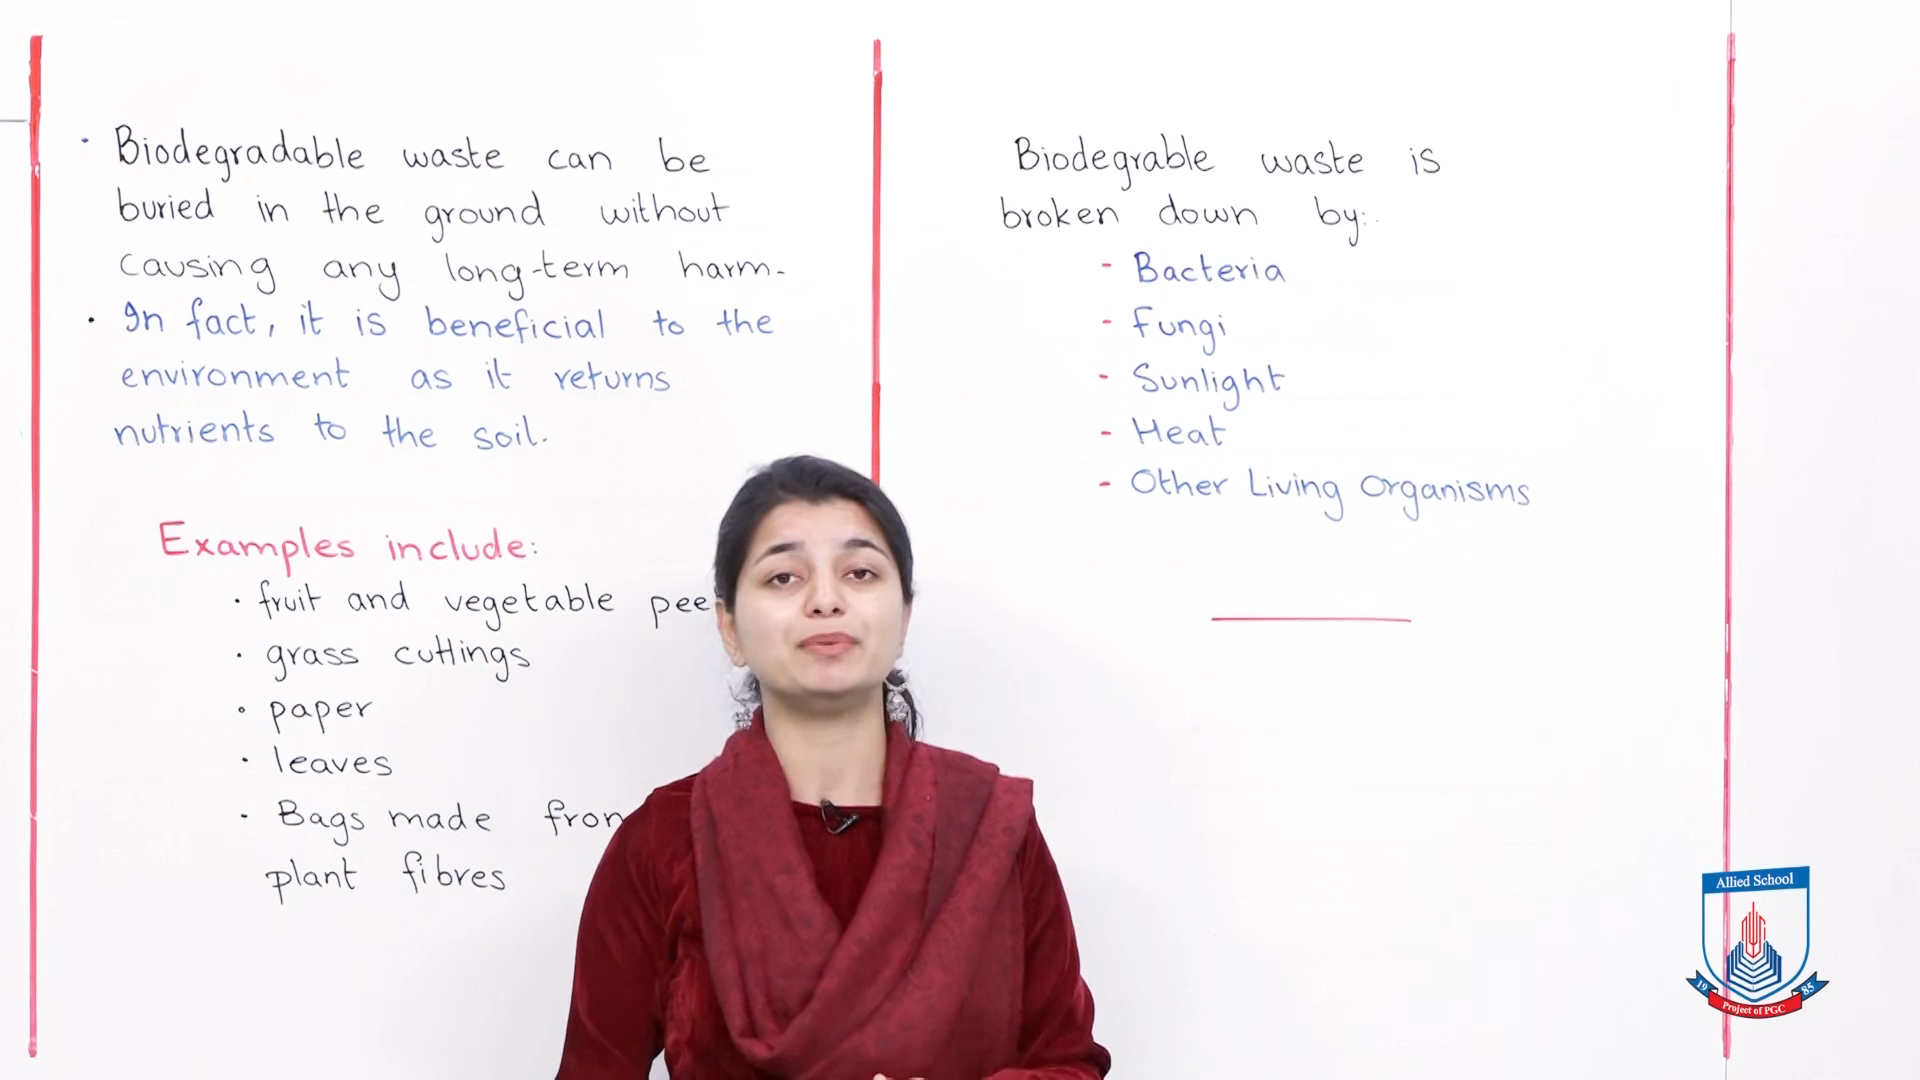 · Biodegradable waste can be
buried in the ground without
causing any long-term harm.
· In fact, it is beneficial to the
environment as it returns
nutrients to the soil.
Examples include:
· fruit and vegetable
· grass cuttings
· paper
· leaves
· Bags made
plant fibres
Biodegrable waste is
broken down by:
- Bacteria
- Fungi
- Sunlight
- Heat
- Other Living Organisms
Allied School
19 85
Project of PGC